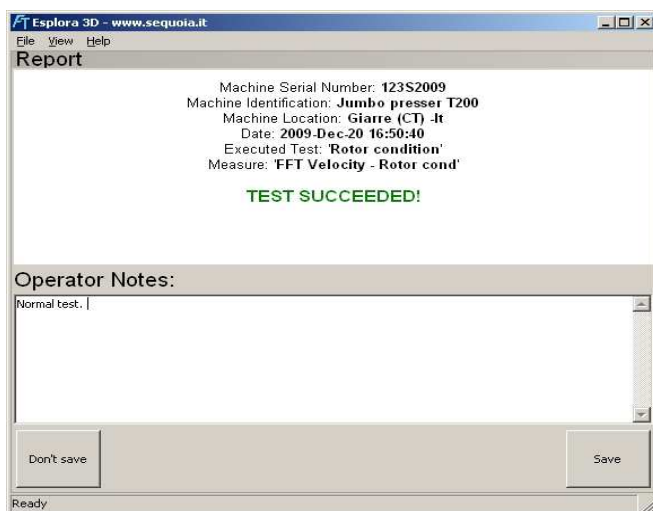 FT Esplora 3D - www.sequoia.it
File View Help
Report
Machine Serial Number: 123S2009
Machine Identification: Jumbo presser T200
Machine Location: Giarre (CT) -It
Date: 2009-Dec-20 16:50:40
Executed Test: 'Rotor condition'
Measure: 'FFT Velocity - Rotor cond'
TEST SUCCEEDED!
Operator Notes:
Normal test.
Don't save
Save
Ready